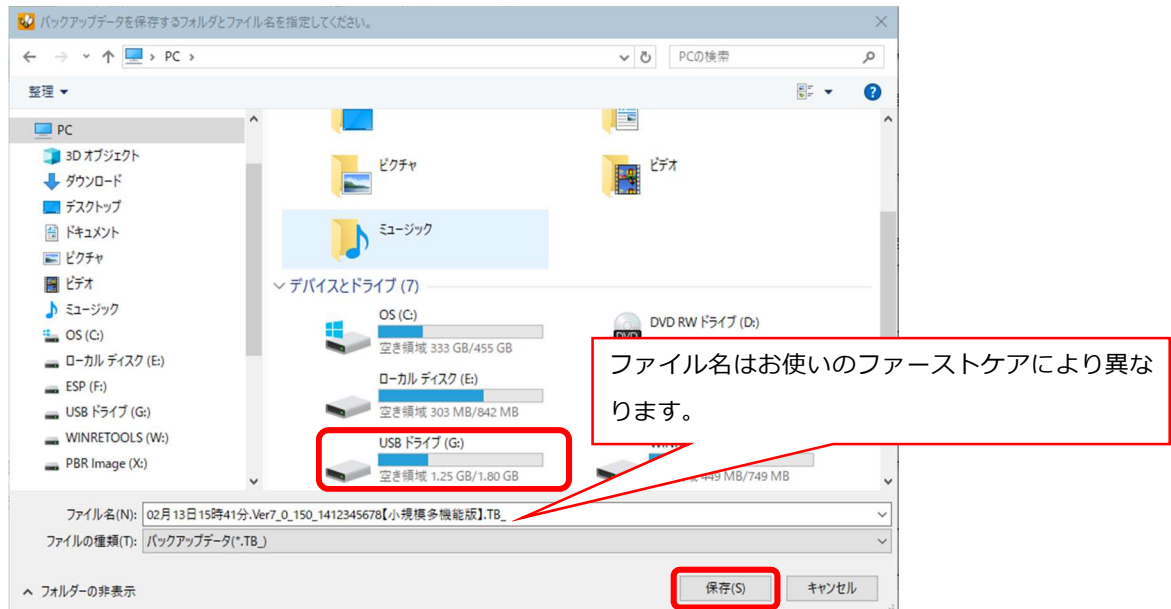 バックアップデータを保存するフォルダとファイル名を指定してください。
PC
PCの検索
整理
PC
3D オブジェクト
ダウンロード
デスクトップ
ドキュメント
ピクチャ
ビデオ
ミュージック
OS (C:)
ローカル ディスク (E:)
ESP (F:)
USB ドライブ (G:)
WINRETOOLS (W:)
PBR Image (X:)
ピクチャ
ビデオ
ミュージック
デバイスとドライブ (7)
OS (C:)
空き領域 333 GB/455 GB
DVD RW ドライブ (D:)
DVD
ローカル ディスク (E:)
空き領域 303 MB/842 MB
USB ドライブ (G:)
空き領域 1.25 GB/1.80 GB
449 MB/749 MB
ファイル名はお使いのファーストケアにより異な
ります。
ファイル名(N): 02月13日15時41分.Ver7_0_150_1412345678【小規模多機能版】.TB_
ファイルの種類(T): バックアップデータ(*.TB_)
フォルダーの非表示
保存(S)
キャンセル